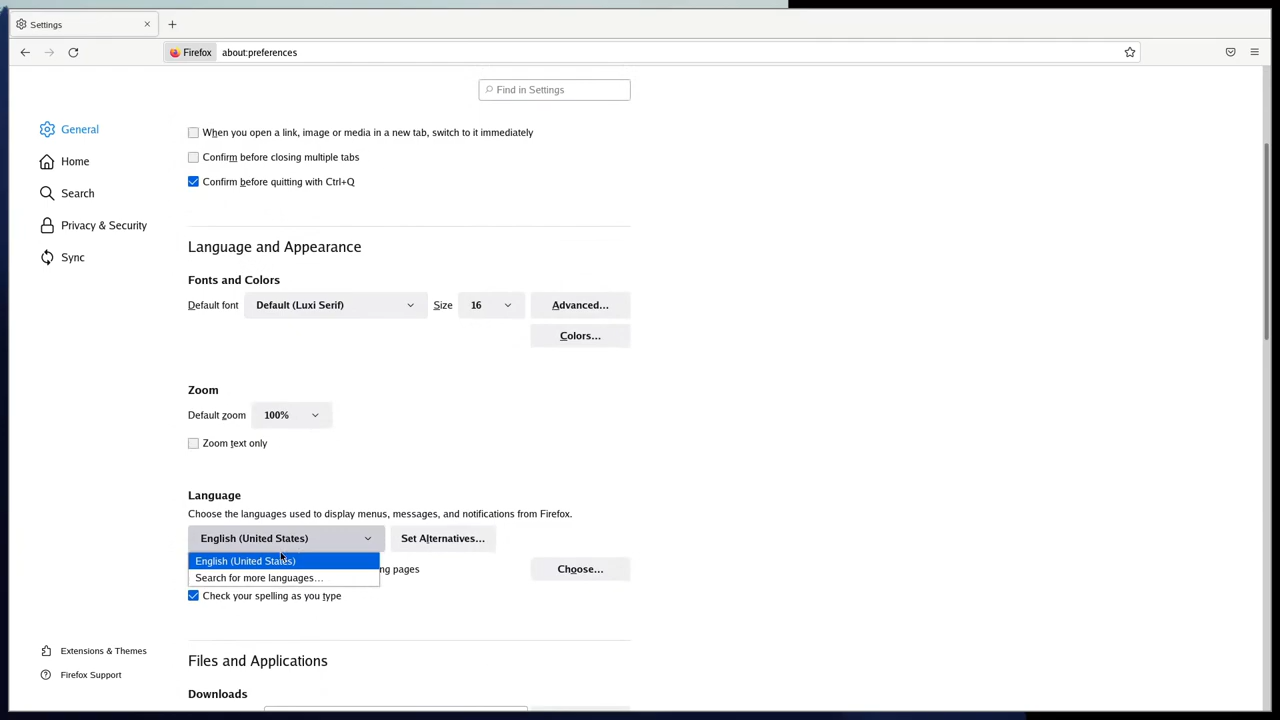 Settings
Firefox about:preferences
Find in Settings
General
Home
Search
Privacy & Security
Sync
When you open a link, image or media in a new tab, switch to it immediately
Confirm before closing multiple tabs
Confirm before quitting with Ctrl+Q
Language and Appearance
Fonts and Colors
Default font Default (Luxi Serif) Size 16 Advanced...
Colors...
Zoom
Default zoom 100%
Zoom text only
Language
Choose the languages used to display menus, messages, and notifications from Firefox.
English (United States) Set Alternatives...
English (United States)
ng pages Choose...
Search for more languages...
Check your spelling as you type
Files and Applications
Downloads
Extensions & Themes
Firefox Support